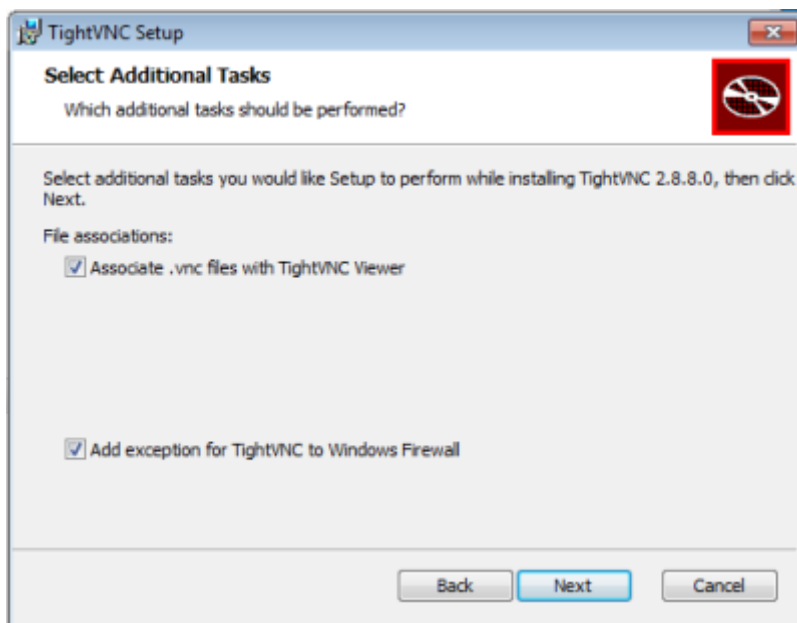 TightVNC Setup
Select Additional Tasks
Which additional tasks should be performed?
Select additional tasks you would like Setup to perform while installing TightVNC 2.8.8.0, then click
Next.
File associations:
Associate .vnc files with TightVNC Viewer
Add exception for TightVNC to Windows Firewall
Back Next Cancel